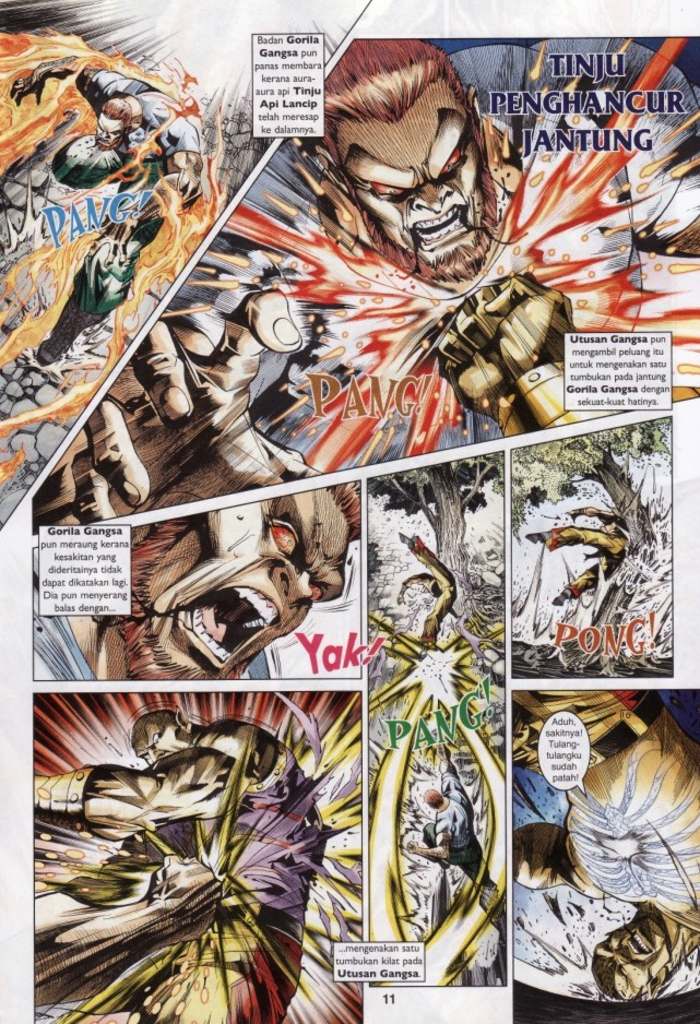 Badan Gorila
Gangsa pun
panas membara
kerana aura-
aura api Tinju
Api Lancip
telah meresap
ke dalamnya.
PANG!
TINJU
PENGHANCUR
JANTUNG
PANG!
Utusan Gangsa pun
mengambil peluang itu
untuk mengenakan satu
tumbukan pada jantung
Gorila Gangsa dengan
sekuat-kuat hatinya.
Gorila Gangsa
pun meraung kerana
kesakitan yang
dideritainya tidak
dapat dikatakan lagi.
Dia pun menyerang
balas dengan...
Yak!
PANG!
PONG!
...mengenakan satu
tumbukan kilat pada
Utusan Gangsa.
Aduh,
sakitnya!
Tulang-
tulangku
sudah
patah!
11